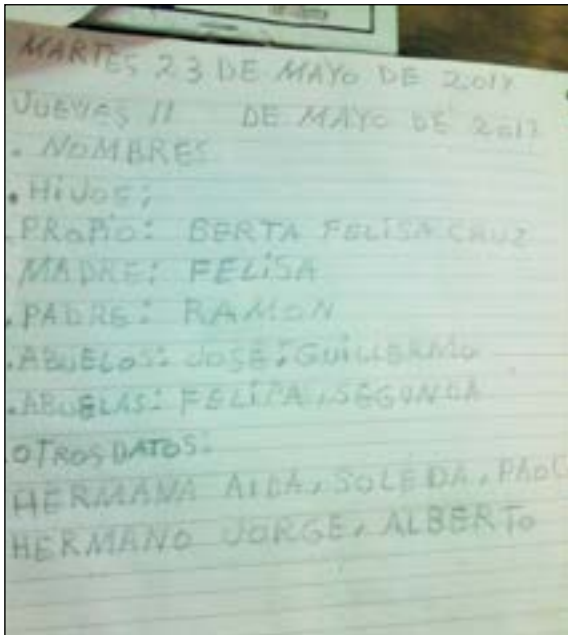 MARTES 23 DE MAYO DE 2017
JUEVES 11 DE MAYO DE 2017
. NOMBRES
. HiJOS;
. PROPiO: BERTA FELiSA CRUZ
. MADRE: FELiSA
. PADRE: RAMON
. ABUELOS: JOSE; GUILLERMO
. ABUELAS: FELIPA, SEGUNDA
OTROS DATOS:
HERMANA AIDA, SOLEDA,
HERMANO JORGE, ALBERTO